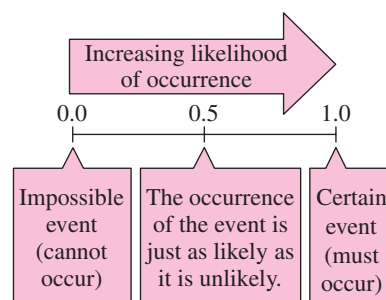 Increasing likelihood
of occurrence
0.0 0.5 1.0
Impossible
event
(cannot
occur)
The occurrence
of the event is
just as likely as
it is unlikely.
Certain
event
(must
occur)